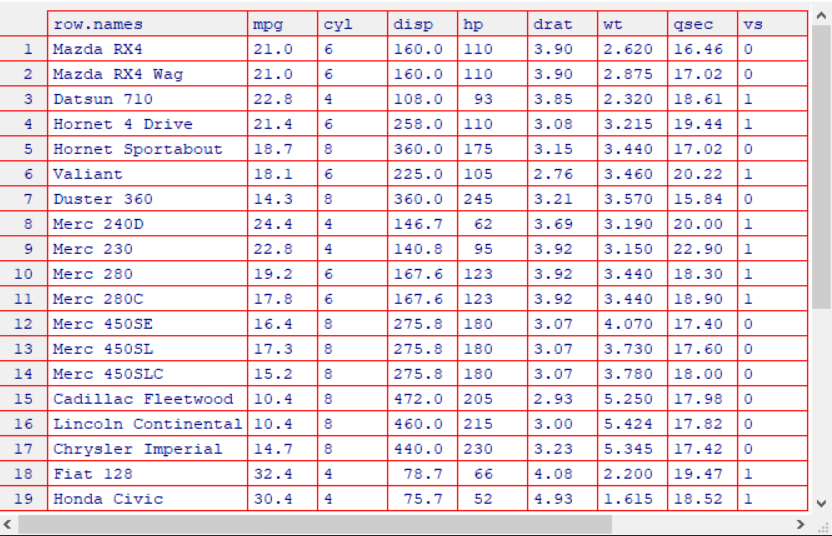 row.names mpg cyl disp hp drat wt qsec vs
1 Mazda RX4 21.0 6 160.0 110 3.90 2.620 16.46 0
2 Mazda RX4 Wag 21.0 6 160.0 110 3.90 2.875 17.02 0
3 Datsun 710 22.8 4 108.0 93 3.85 2.320 18.61 1
4 Hornet 4 Drive 21.4 6 258.0 110 3.08 3.215 19.44 1
5 Hornet Sportabout 18.7 8 360.0 175 3.15 3.440 17.02 0
6 Valiant 18.1 6 225.0 105 2.76 3.460 20.22 1
7 Duster 360 14.3 8 360.0 245 3.21 3.570 15.84 0
8 Merc 240D 24.4 4 146.7 62 3.69 3.190 20.00 1
9 Merc 230 22.8 4 140.8 95 3.92 3.150 22.90 1
10 Merc 280 19.2 6 167.6 123 3.92 3.440 18.30 1
11 Merc 280C 17.8 6 167.6 123 3.92 3.440 18.90 1
12 Merc 450SE 16.4 8 275.8 180 3.07 4.070 17.40 0
13 Merc 450SL 17.3 8 275.8 180 3.07 3.730 17.60 0
14 Merc 450SLC 15.2 8 275.8 180 3.07 3.780 18.00 0
15 Cadillac Fleetwood 10.4 8 472.0 205 2.93 5.250 17.98 0
16 Lincoln Continental 10.4 8 460.0 215 3.00 5.424 17.82 0
17 Chrysler Imperial 14.7 8 440.0 230 3.23 5.345 17.42 0
18 Fiat 128 32.4 4 78.7 66 4.08 2.200 19.47 1
19 Honda Civic 30.4 4 75.7 52 4.93 1.615 18.52 1